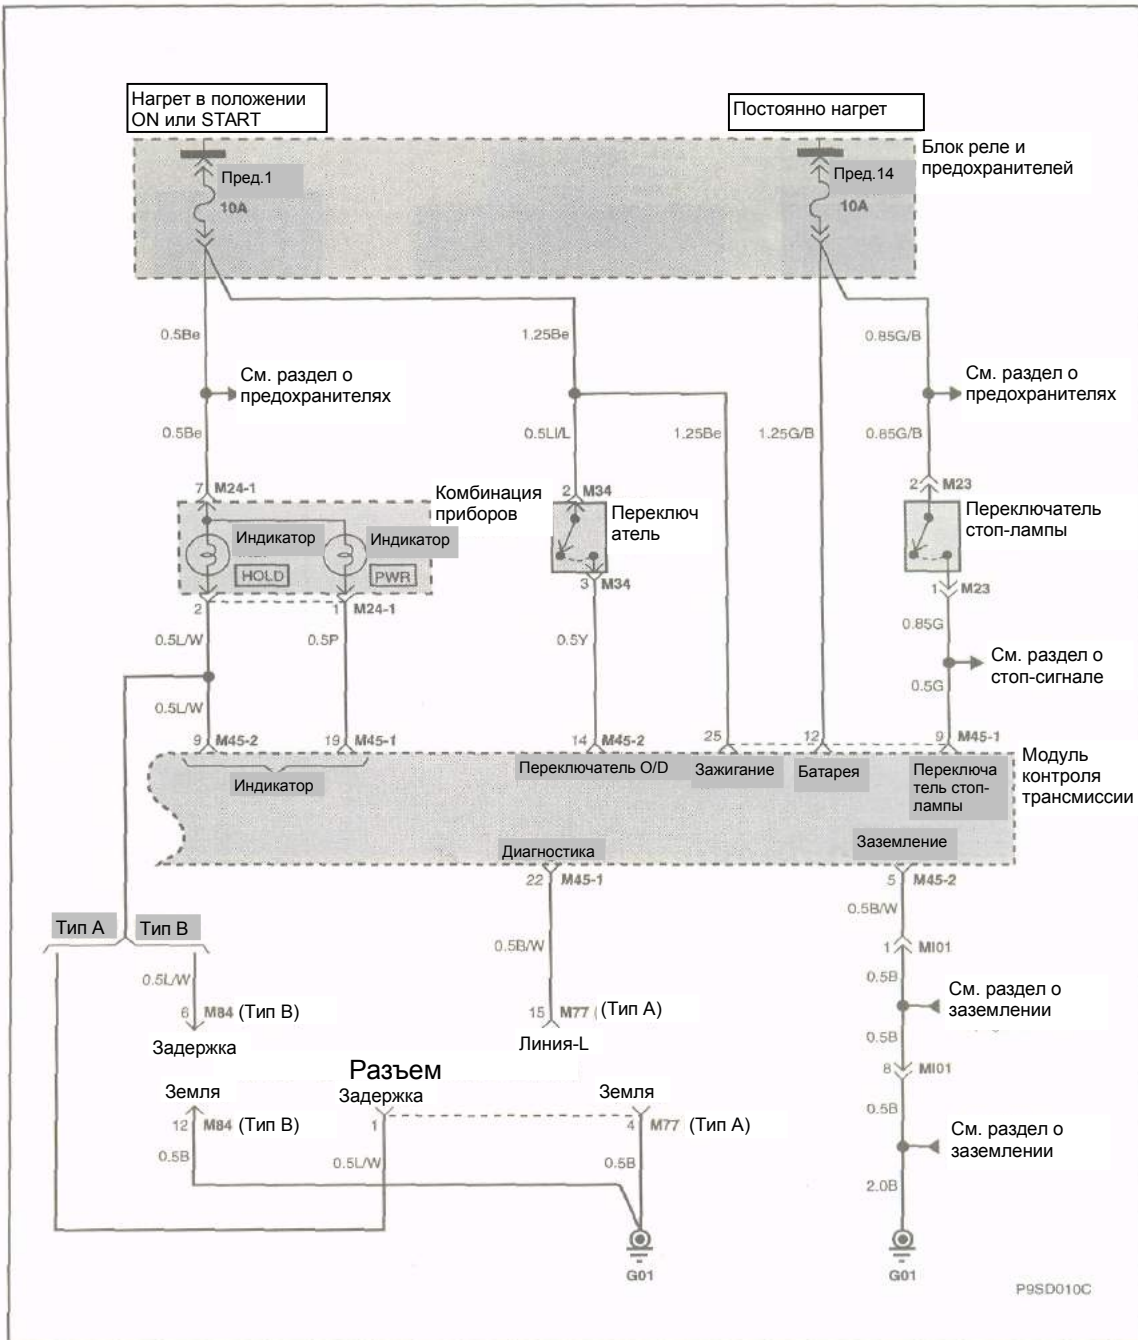 Нагрет в положении
ON или START
Постоянно нагрет
Блок реле и
предохранителей
Пред.1
Пред.14
10A
10A
0.5Be
1.25Be
0.85G/B
См. раздел о
предохранителях
См. раздел о
предохранителях
0.5Be
0.5LI/L
1.25Be
1.25G/B
0.85G/B
7 M24-1
Комбинация
приборов
2 M34
Переключ
атель
2 M23
Переключатель
стоп-лампы
Индикатор
Индикатор
HOLD
PWR
3 M34
1 M23
2
1 M24-1
0.5L/W
0.5P
0.5Y
0.85G
См. раздел о
стоп-сигнале
0.5L/W
0.5G
9 M45-2
19 M45-1
14 M45-2
25
12
9 M45-1
Модуль
контроля
трансмиссии
Индикатор
Переключатель O/D
Зажигание
Батарея
Переключа
тель стоп-
лампы
Диагностика
Заземление
22 M45-1
5 M45-2
0.5B/W
Тип A
Тип B
0.5B/W
1 MI01
0.5L/W
0.5B
См. раздел о
заземлении
6 M84 (Тип B)
15 M77 (Тип A)
0.5B
Задержка
Линия-L
8 MI01
Разъем
Земля
Задержка
Земля
0.5B
12 M84 (Тип B)
1
4 M77 (Тип A)
См. раздел о
заземлении
0.5B
0.5L/W
0.5B
2.0B
G01
G01
P9SD010C